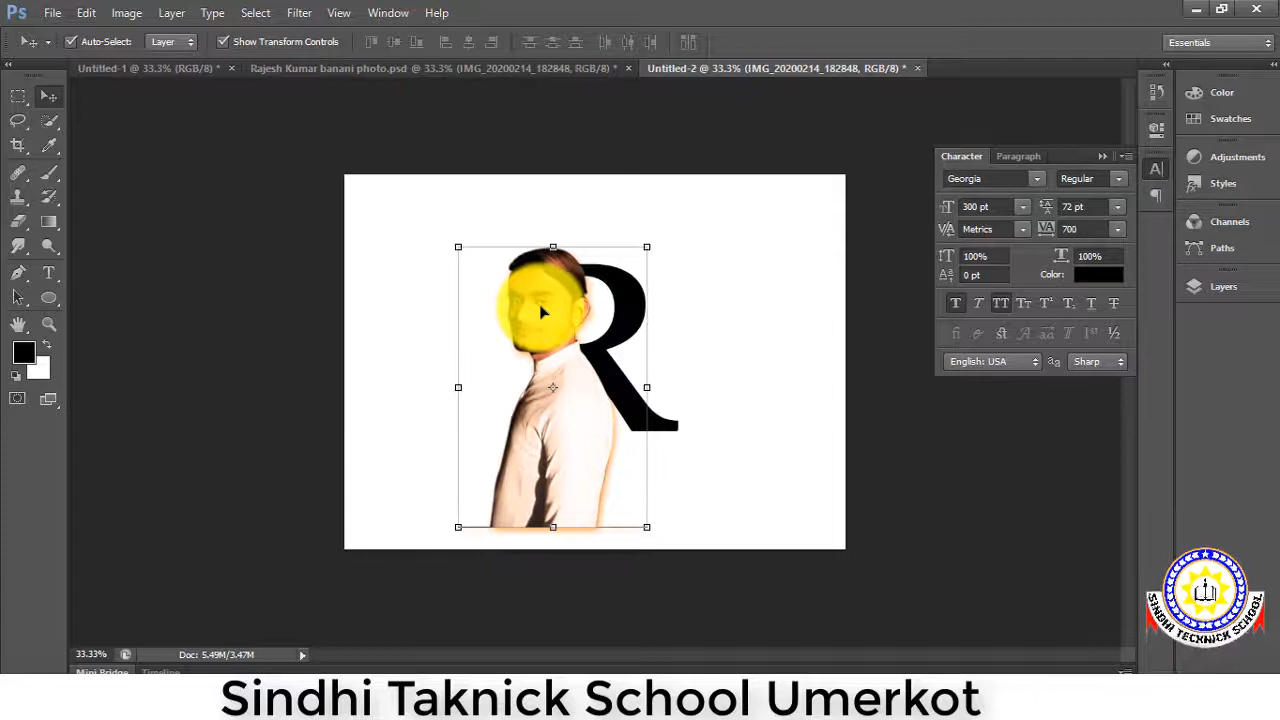 Ps File Edit Image Layer Type Select Filter View Window Help
Auto-Select: Layer Show Transform Controls Essentials
Untitled-1 @ 33.3% (RGB/8) * × Rajesh Kumar banani photo.psd @ 33.3% (IMG_20200214_182848, RGB/8) * × Untitled-2 @ 33.3% (IMG_20200214_182848, RGB/8) * ×
Color
Swatches
Adjustments
Styles
Channels
Paths
Layers
Character Paragraph
Georgia Regular
300 pt 72 pt
Metrics 700
100% 100%
0 pt Color:
English: USA Sharp
R
33.33% Doc: 5.49M/3.47M
Mini Bridge Timeline
SINDHI TECKNICK SCHOOL
Sindhi Taknick School Umerkot